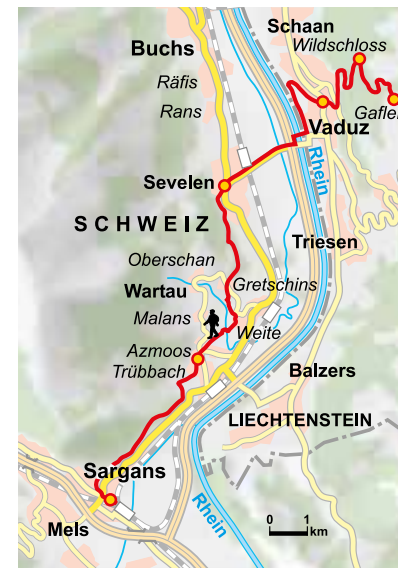 Schaan
Wildschloss
Buchs
Räfis
Rans
Gaflei
Vaduz
Rhein
Sevelen
SCHWEIZ
Triesen
Oberschan
Gretschins
Wartau
Malans
Weite
Azmoos
Trübbach
Balzers
LIECHTENSTEIN
Sargans
Rhein
Mels
0 1
km